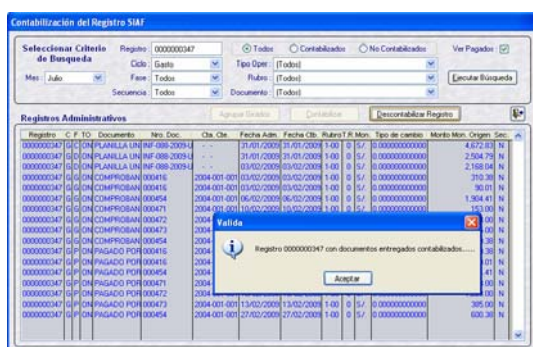 Contabilización del Registro SIAF
Seleccionar Criterio de Busqueda
Registro : 0000000347
Todos Contabilizados No Contabilizados
Ver Pagados :
Ciclo : Gasto
Tipo Oper : (Todos)
Mes : Julio
Fase : Todos
Rubro : (Todos)
Ejecutar Búsqueda
Secuencia : Todos
Documento : (Todos)
Registros Administrativos
Agrupar Girados
Contabilizar
Descontabilizar Registro
Registro C F TO Documento Nro. Doc. Cta. Cte. Fecha Adm. Fecha Ctb. Rubro T.R Mon. Tipo de cambio Monto Mon. Origen Sec.
0000000347 G C ON PLANILLA UN INF-088-2009-U - - 31/01/2009 31/01/2009 1-00 0 S/. 0.000000000000 4,672.83 N
0000000347 G D ON PLANILLA UN INF-088-2009-U - - 31/01/2009 31/01/2009 1-00 0 S/. 0.000000000000 2,504.79 N
0000000347 G D ON PLANILLA UN INF-088-2009-U - - 03/02/2009 03/02/2009 1-00 0 S/. 0.000000000000 2,168.04 N
0000000347 G G ON COMPROBAN 000416 2004-001-001 03/02/2009 03/02/2009 1-00 0 S/. 0.000000000000 310.38 N
0000000347 G G ON COMPROBAN 000416 2004-001-001 03/02/2009 03/02/2009 1-00 0 S/. 0.000000000000 90.01 N
0000000347 G G ON COMPROBAN 000454 2004-001-001 06/02/2009 06/02/2009 1-00 0 S/. 0.000000000000 1,904.41 N
0000000347 G G ON COMPROBAN 000471 2004-001-001 10/02/2009 10/02/2009 1-00 0 S/. 0.000000000000 153.00 N
0000000347 G G ON COMPROBAN 000472
0000000347 G G ON COMPROBAN 000473
0000000347 G G ON COMPROBAN 000454
0000000347 G P ON PAGADO POR 000416
0000000347 G P ON PAGADO POR 000416
0000000347 G P ON PAGADO POR 000454
0000000347 G P ON PAGADO POR 000471
0000000347 G P ON PAGADO POR 000472
0000000347 G P ON PAGADO POR 000473 2004-001-001 13/02/2009 13/02/2009 1-00 0 S/. 0.000000000000 385.00 N
0000000347 G P ON PAGADO POR 000454 2004-001-001 27/02/2009 27/02/2009 1-00 0 S/. 0.000000000000 600.38 N
Valida
Registro 0000000347 con documentos entregados contabilizados......
Aceptar